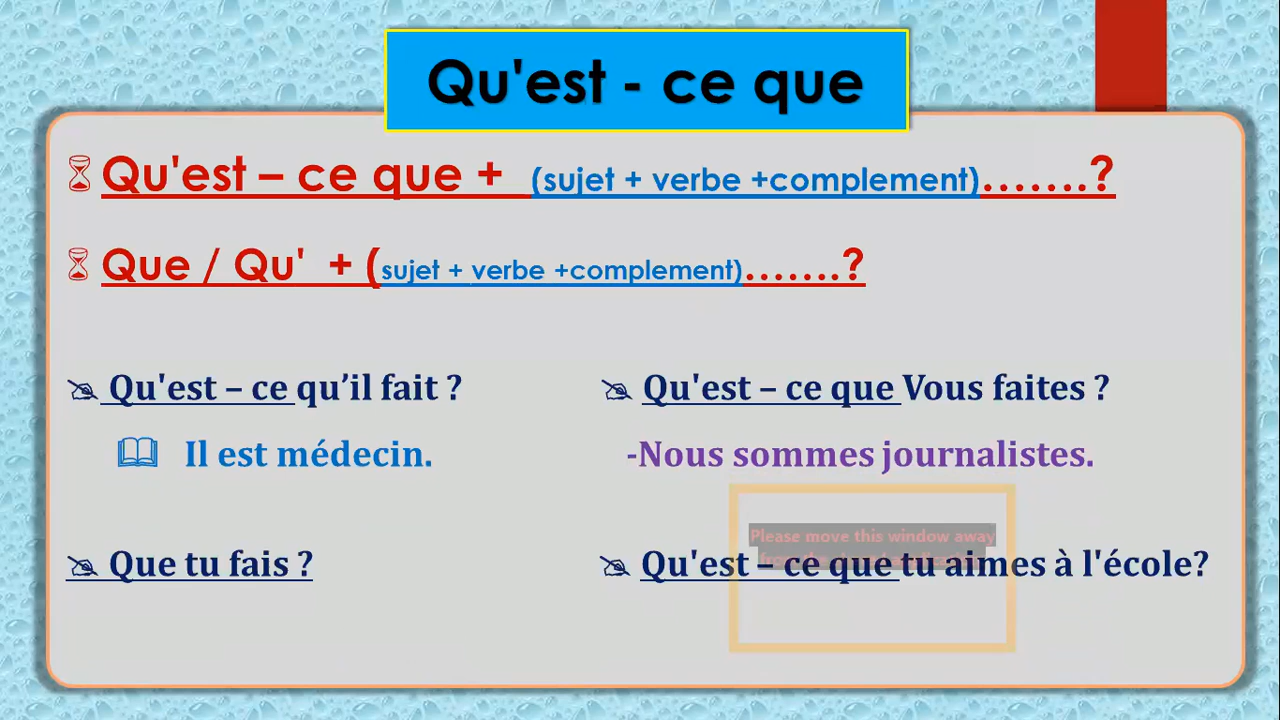 Qu'est - ce que
Qu'est – ce que + (sujet + verbe +complement)…….?
Que / Qu' + (sujet + verbe +complement)…….?
Qu'est – ce qu’il fait ?
Qu'est – ce que Vous faites ?
Il est médecin.
-Nous sommes journalistes.
Please move this window away
Que tu fais ?
Qu'est – ce que tu aimes à l'école?